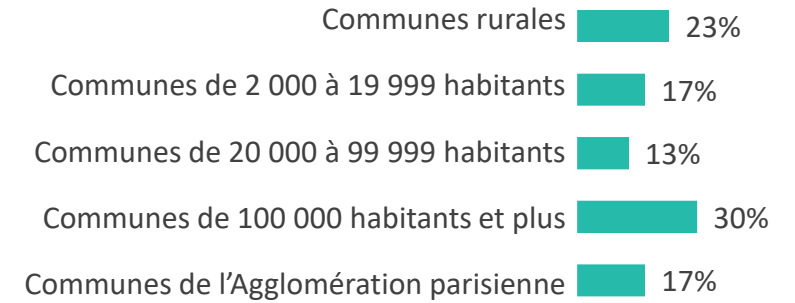 Communes rurales 23%
Communes de 2 000 à 19 999 habitants 17%
Communes de 20 000 à 99 999 habitants 13%
Communes de 100 000 habitants et plus 30%
Communes de l’Agglomération parisienne 17%